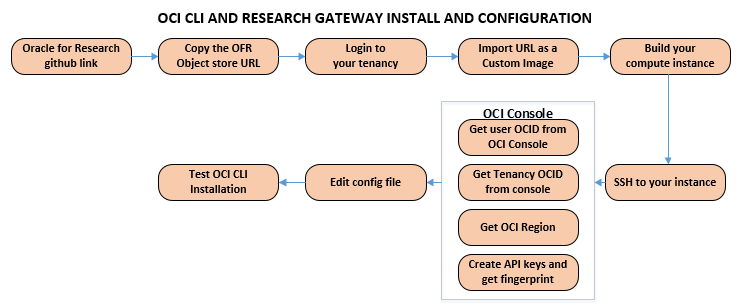 OCI CLI AND RESEARCH GATEWAY INSTALL AND CONFIGURATION
Oracle for Research
github link
Copy the OFR
Object store URL
Login to
your tenancy
Import URL as a
Custom Image
Build your
compute instance
OCI Console
Get user OCID from
OCI Console
Test OCI CLI
Installation
Edit config file
Get Tenancy OCID
from console
SSH to your instance
Get OCI Region
Create API keys and
get fingerprint